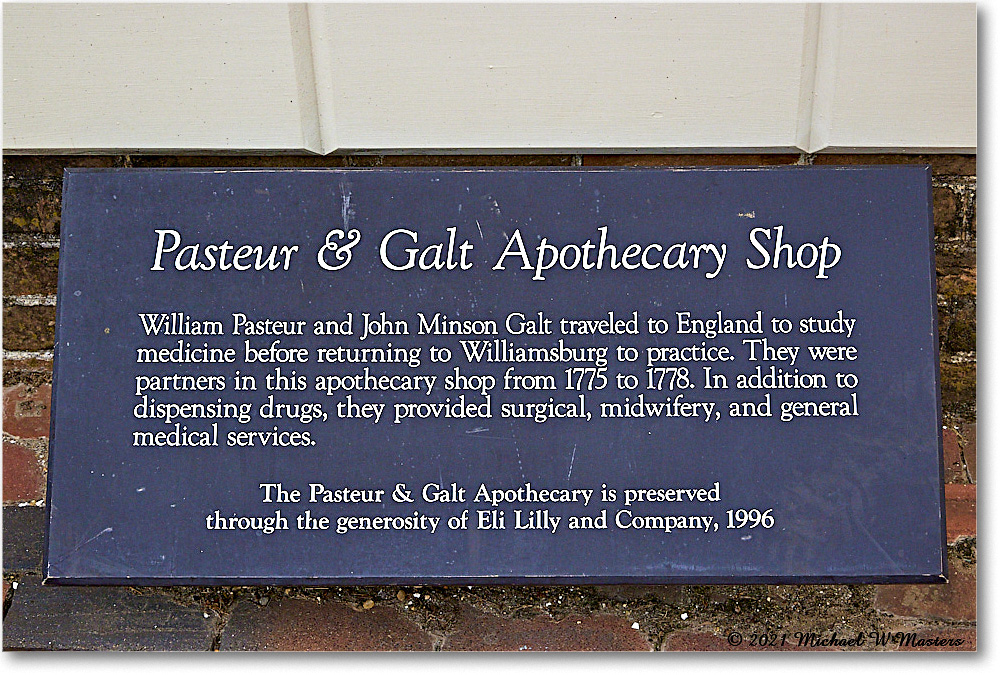 Pasteur & Galt Apothecary Shop
William Pasteur and John Minson Galt traveled to England to study
medicine before returning to Williamsburg to practice. They were
partners in this apothecary shop from 1775 to 1778. In addition to
dispensing drugs, they provided surgical, midwifery, and general
medical services.
The Pasteur & Galt Apothecary is preserved
through the generosity of Eli Lilly and Company, 1996
© 2021 Michael W Masters